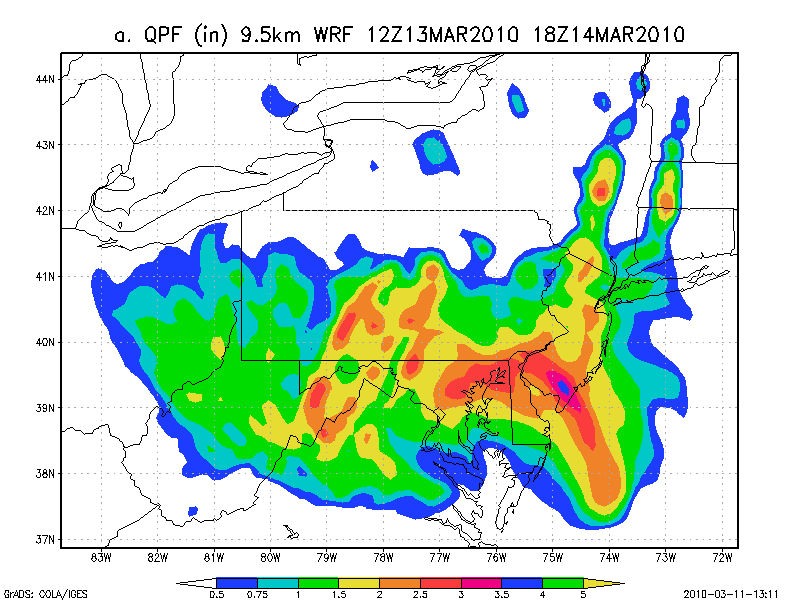 a. QPF (in) 9.5km WRF 12Z13MAR2010 18Z14MAR2010
44N
43N
42N
41N
40N
39N
38N
37N
83W 82W 81W 80W 79W 78W 77W 76W 75W 74W 73W 72W
0.5 0.75 1 1.5 2 2.5 3 3.5 4 5
GrADS: COLA/IGES 2010-03-11-13:11